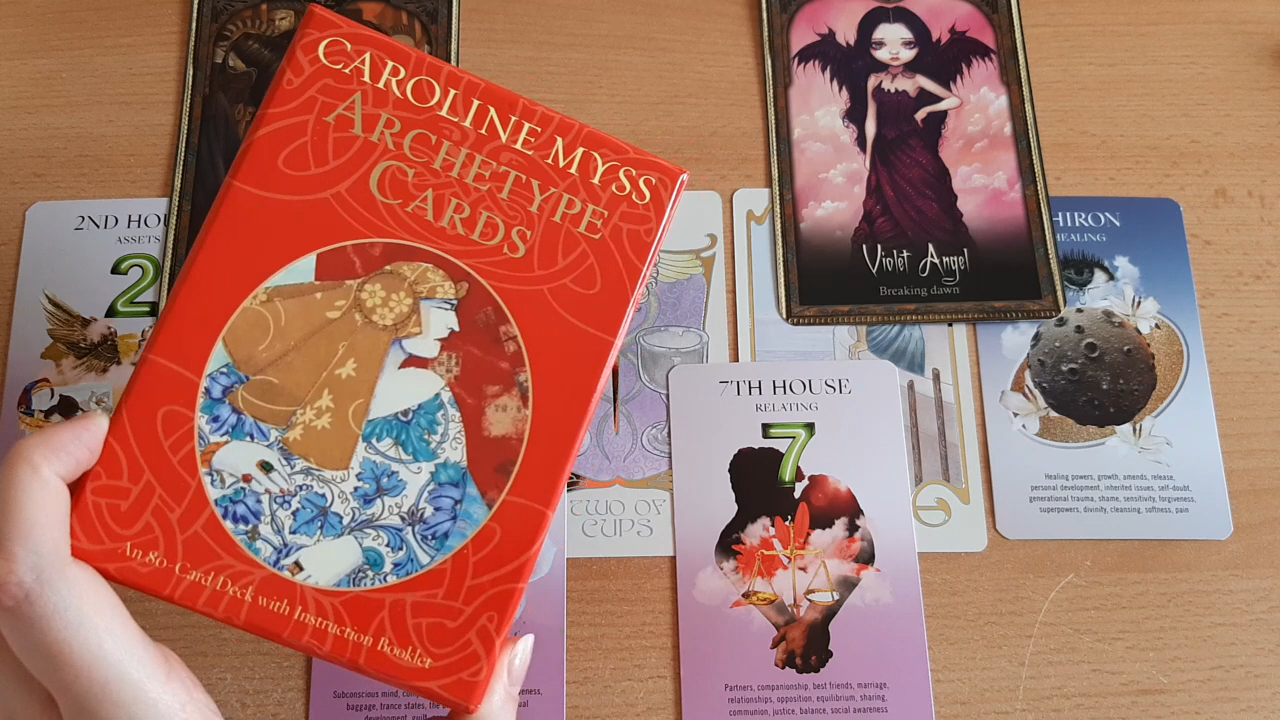 CAROLINE MYSS
ARCHETYPE
CARDS
An 80-Card Deck with Instruction Booklet
Violet Angel
Breaking dawn
2ND HOU
ASSETS
2
HIRON
HEALING
Healing powers, growth, amends, release,
personal development, inherited issues, self-doubt,
generational trauma, shame, sensitivity, forgiveness,
superpowers, divinity, cleansing, softness, pain
TWO OF
CUPS
7TH HOUSE
RELATING
7
Partners, companionship, best friends, marriage,
relationships, opposition, equilibrium, sharing,
communion, justice, balance, social awareness
Subconscious mind,
baggage, trance states, the
development,